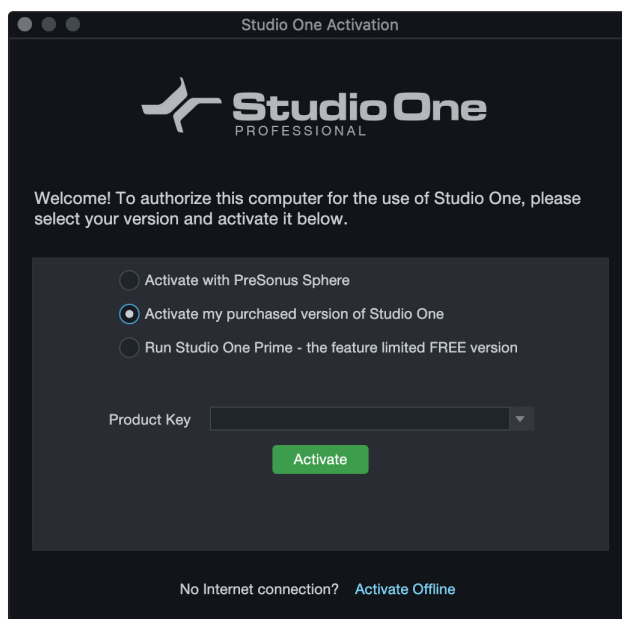 Studio One Activation
Studio One
PROFESSIONAL
Welcome! To authorize this computer for the use of Studio One, please
select your version and activate it below.
Activate with PreSonus Sphere
Activate my purchased version of Studio One
Run Studio One Prime - the feature limited FREE version
Product Key
Activate
No Internet connection? Activate Offline